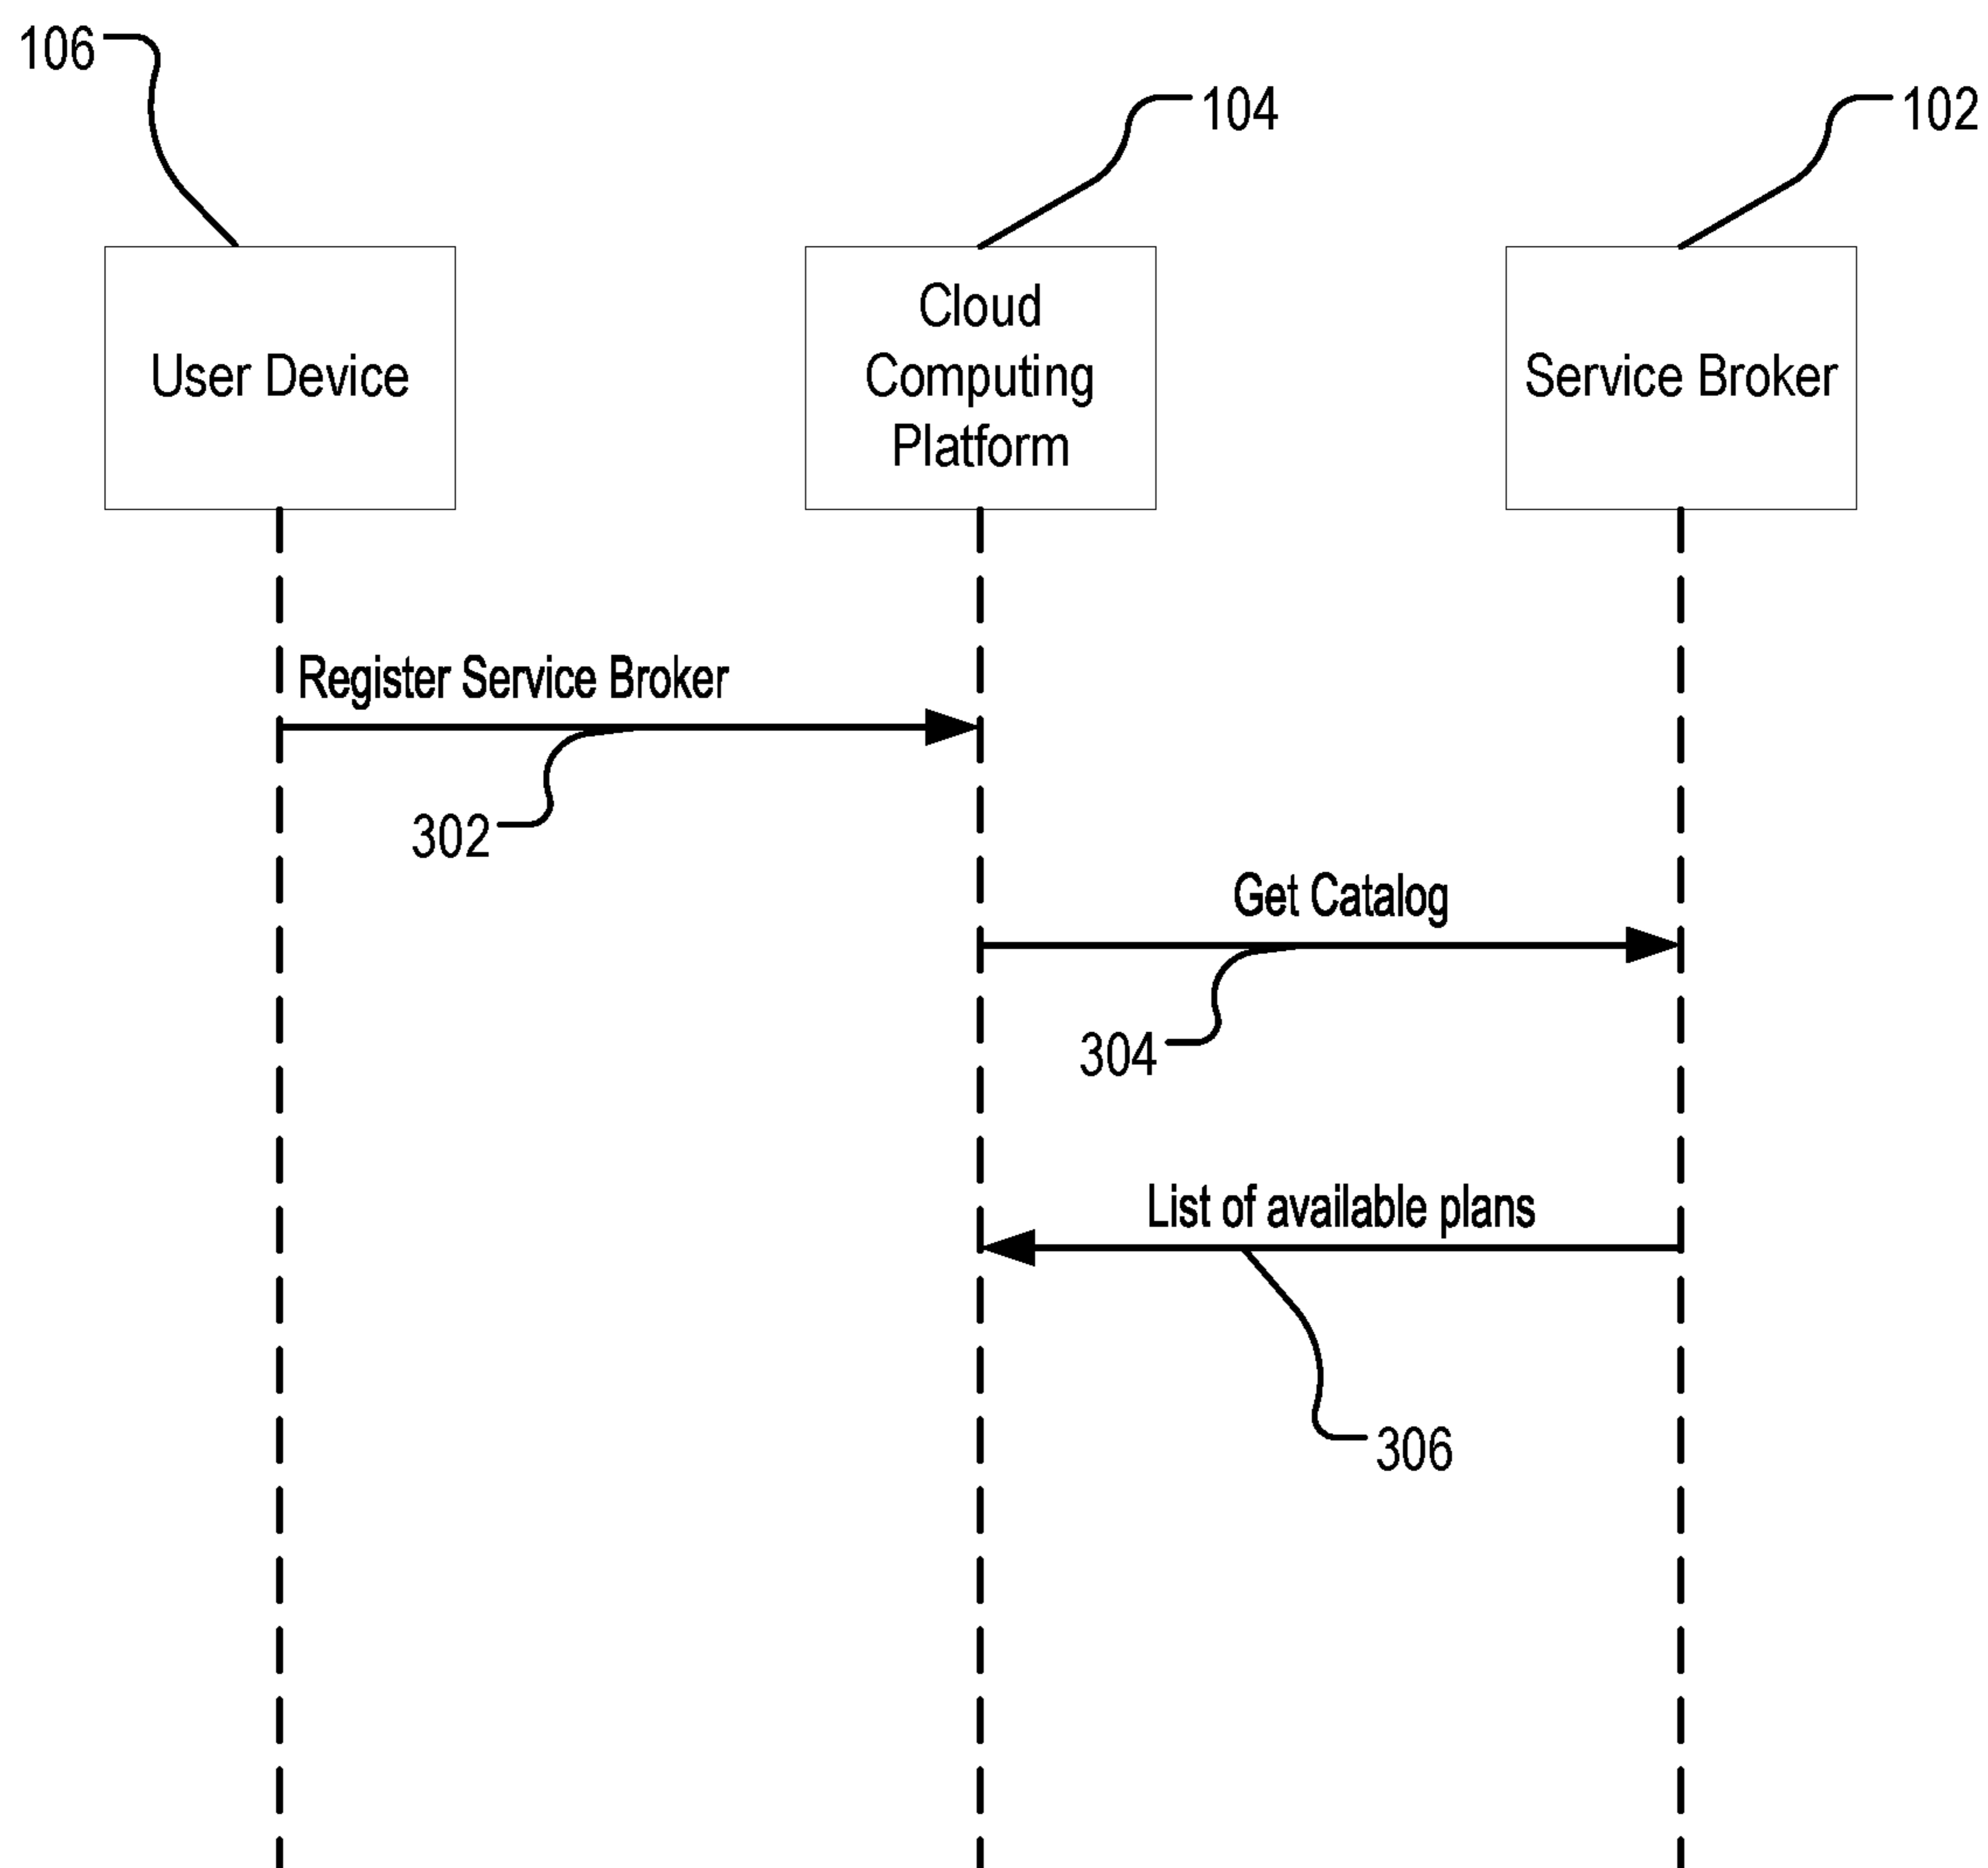 106
104
102
User Device
Cloud
Computing
Platform
Service Broker
Register Service Broker
302
Get Catalog
304
List of available plans
306